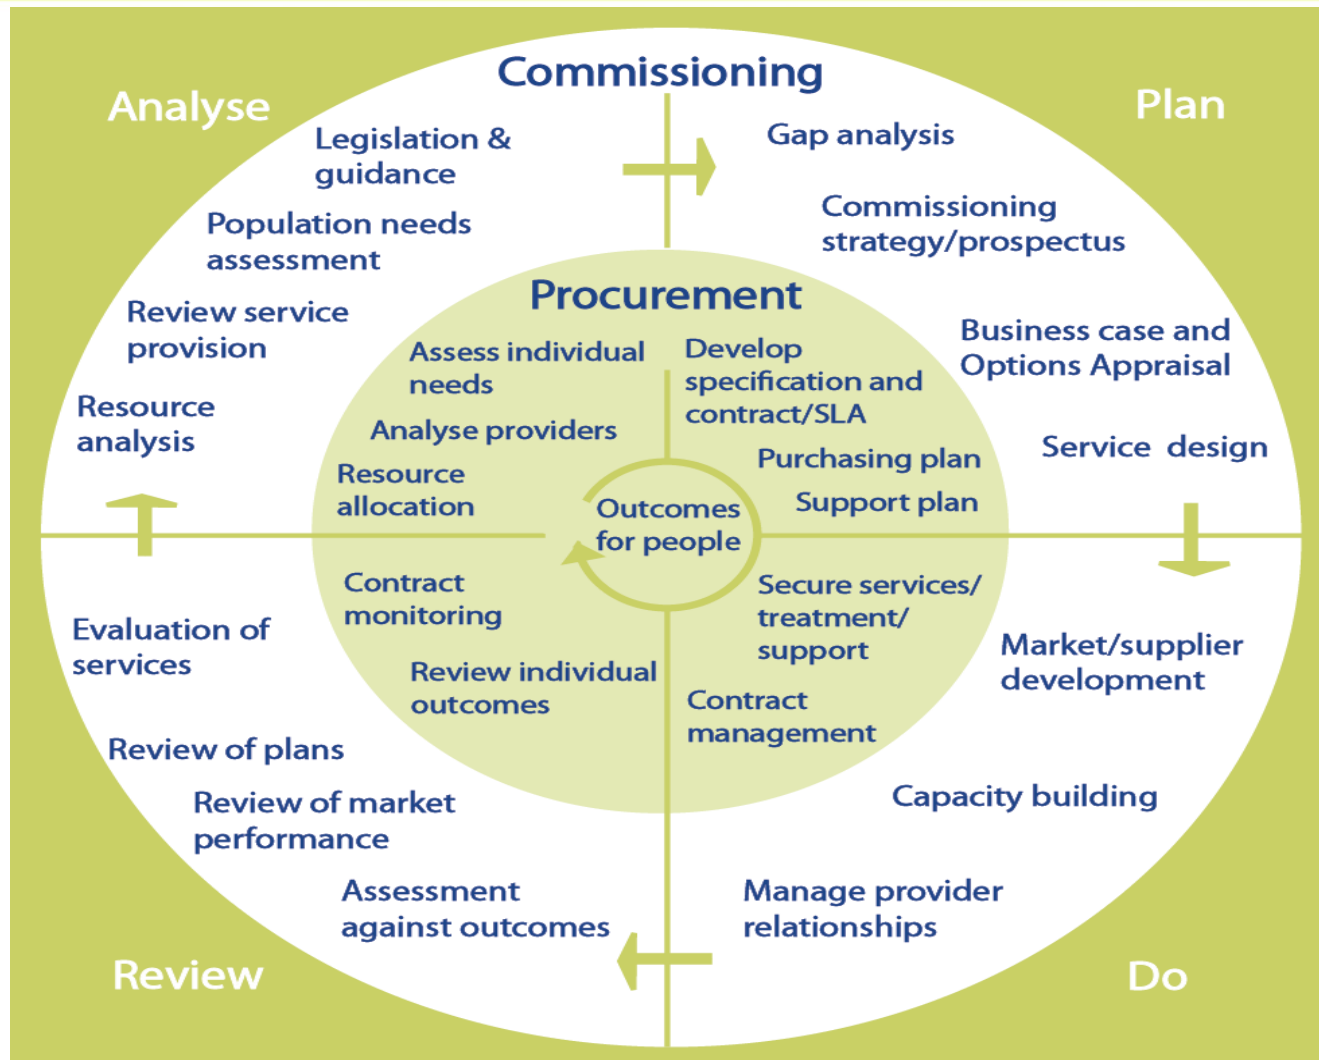 Commissioning
Analyse
Legislation &
guidance
Population needs
assessment
Review service
provision
Resource
analysis
Plan
Gap analysis
Commissioning
strategy/prospectus
Business case and
Options Appraisal
Service design
Procurement
Assess individual
needs
Analyse providers
Resource
allocation
Develop
specification and
contract/SLA
Purchasing plan
Support plan
Outcomes
for people
Contract
monitoring
Review individual
outcomes
Secure services/
treatment/
support
Contract
management
Evaluation of
services
Review of plans
Review of market
performance
Assessment
against outcomes
Review
Market/supplier
development
Capacity building
Manage provider
relationships
Do